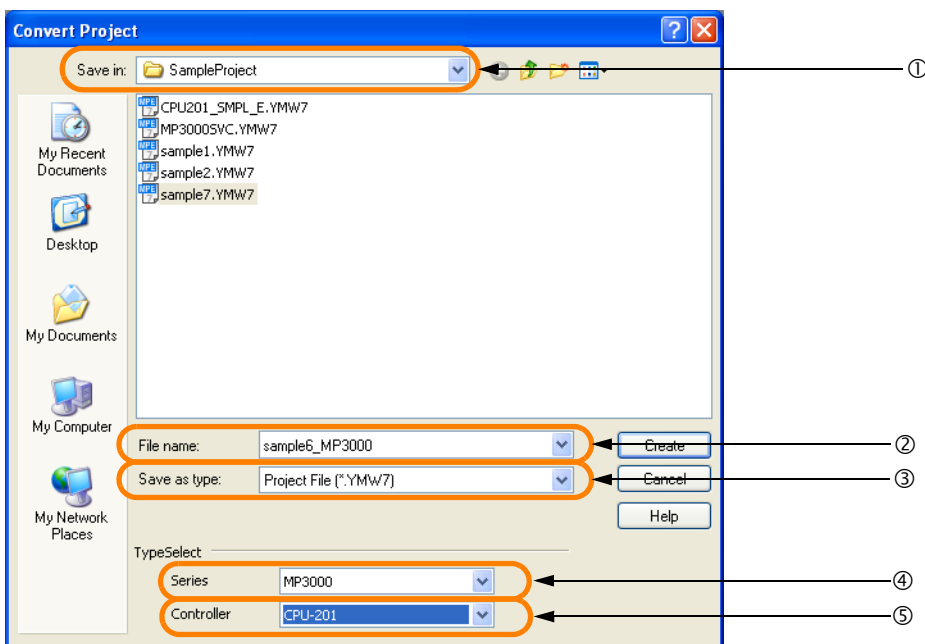 Convert Project
Save in: SampleProject ①
CPU201_SMPL_E.YMW7
MP3000SVC.YMW7
sample1.YMW7
sample2.YMW7
sample7.YMW7
My Recent
Documents
Desktop
My Documents
My Computer
My Network
Places
File name: sample6_MP3000 Create ②
Save as type: Project File (*.YMW7) Cancel ③
Help
TypeSelect
Series MP3000 ④
Controller CPU-201 ⑤